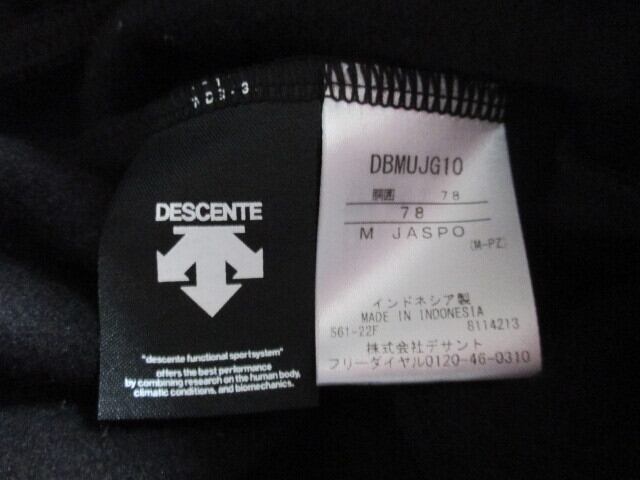 DESCENTE
"descente functional sportsystem"
offers the best performance
by combining research on the human body,
climatic conditions, and biomechanics.
DBMUJG10
胴囲 78
78
M JASPO
(M-PZ)
インドネシア製
MADE IN INDONESIA
S61-22F 8114213
株式会社デサント
フリーダイヤル0120-46-0310